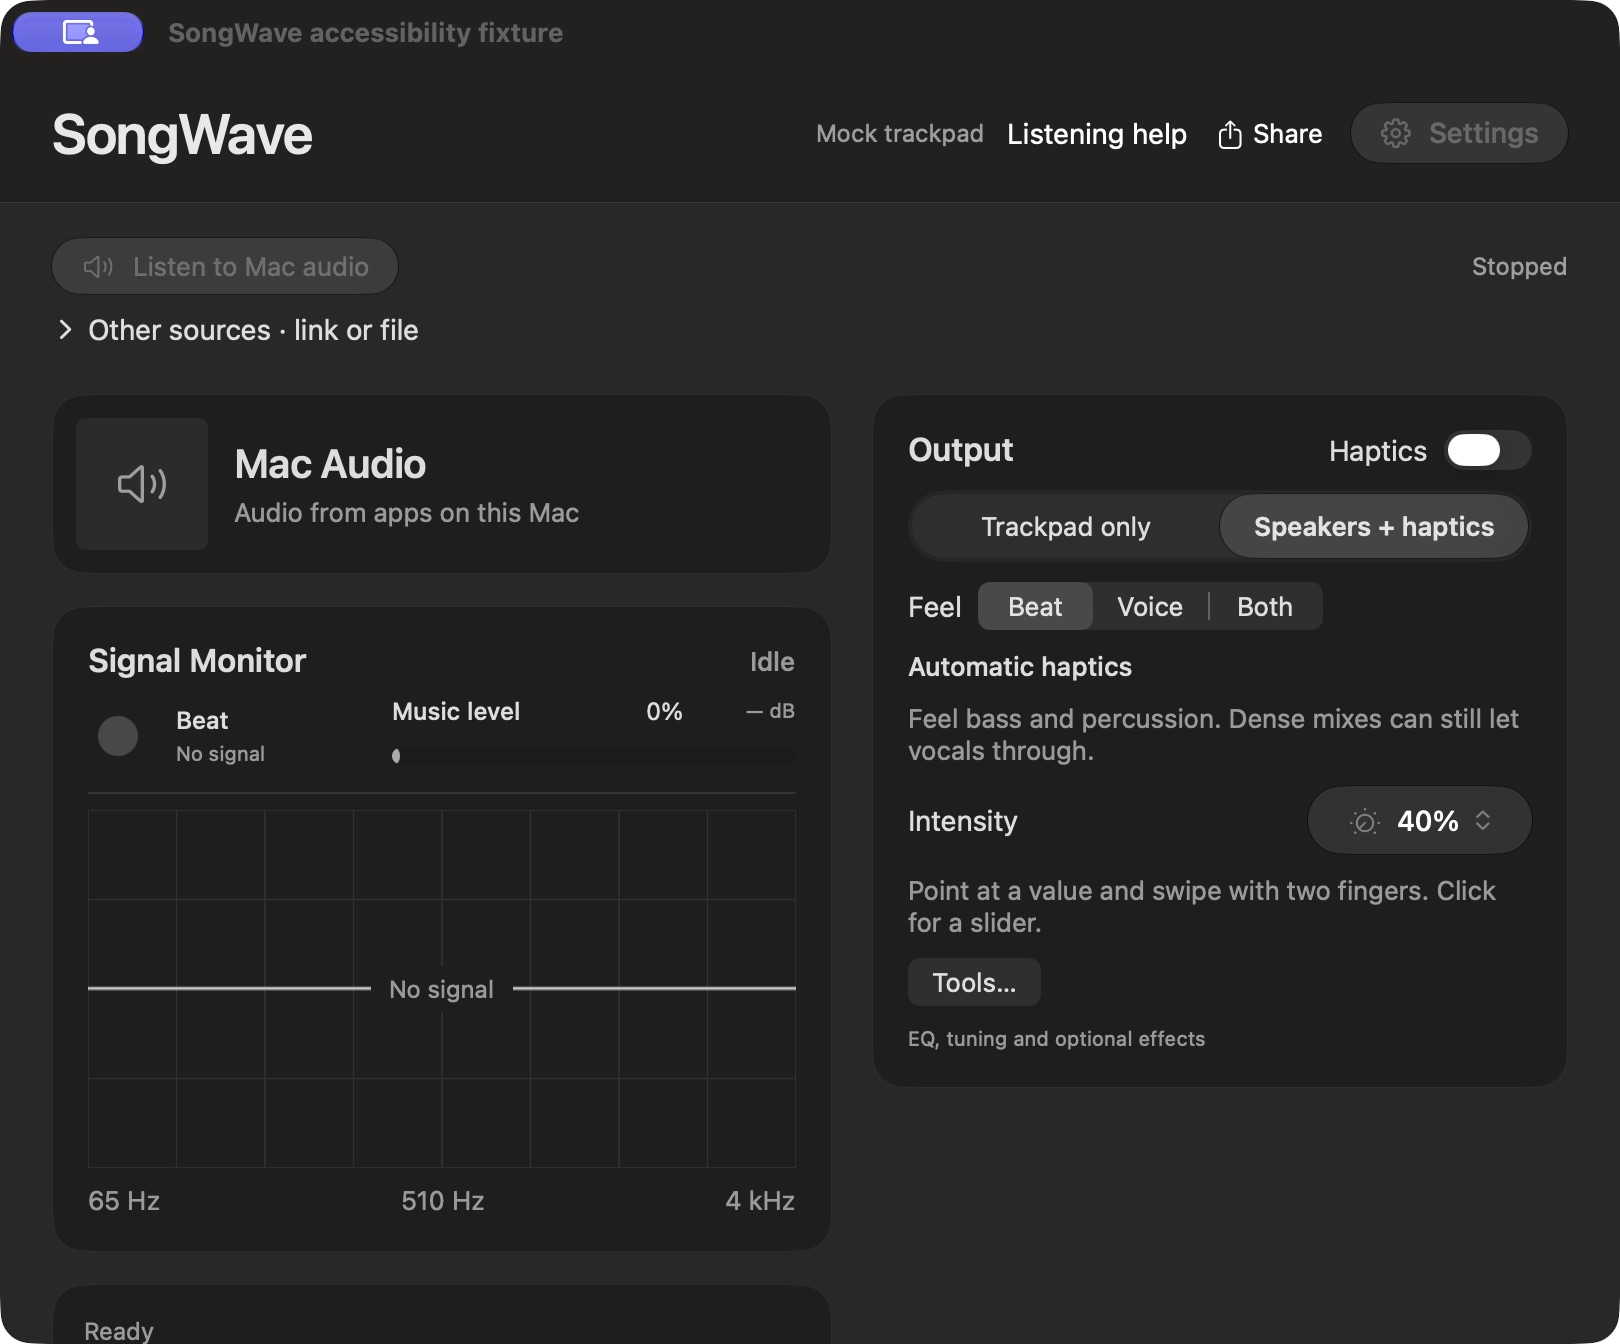 SongWave accessibility fixture
SongWave
Mock trackpad
Listening help
Share
Settings
Listen to Mac audio
Stopped
Other sources · link or file
Mac Audio
Audio from apps on this Mac
Signal Monitor
Idle
Beat
No signal
Music level
0%
— dB
No signal
65 Hz
510 Hz
4 kHz
Ready
Output
Haptics
Trackpad only
Speakers + haptics
Feel
Beat
Voice
Both
Automatic haptics
Feel bass and percussion. Dense mixes can still let
vocals through.
Intensity
40%
Point at a value and swipe with two fingers. Click
for a slider.
Tools...
EQ, tuning and optional effects